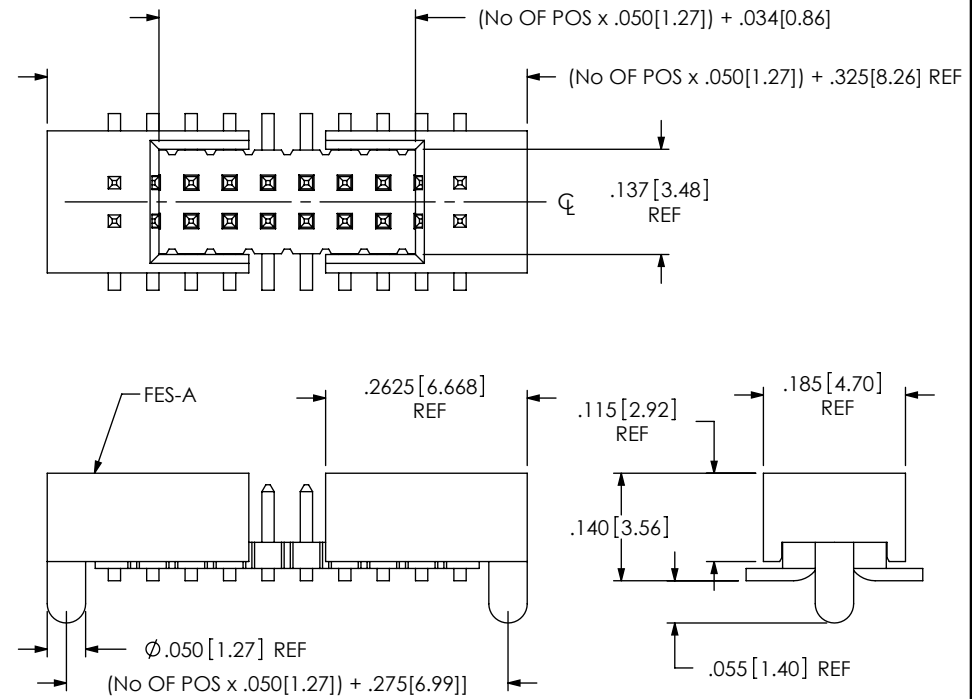 (No OF POS x .050[1.27]) + .034[0.86]
(No OF POS x .050[1.27]) + .325[8.26] REF
.137[3.48]
REF
℄
FES-A
.2625[6.668]
REF
.185[4.70]
REF
.115[2.92]
REF
.140[3.56]
Ø.050[1.27] REF
.055[1.40] REF
(No OF POS x .050[1.27]) + .275[6.99]]